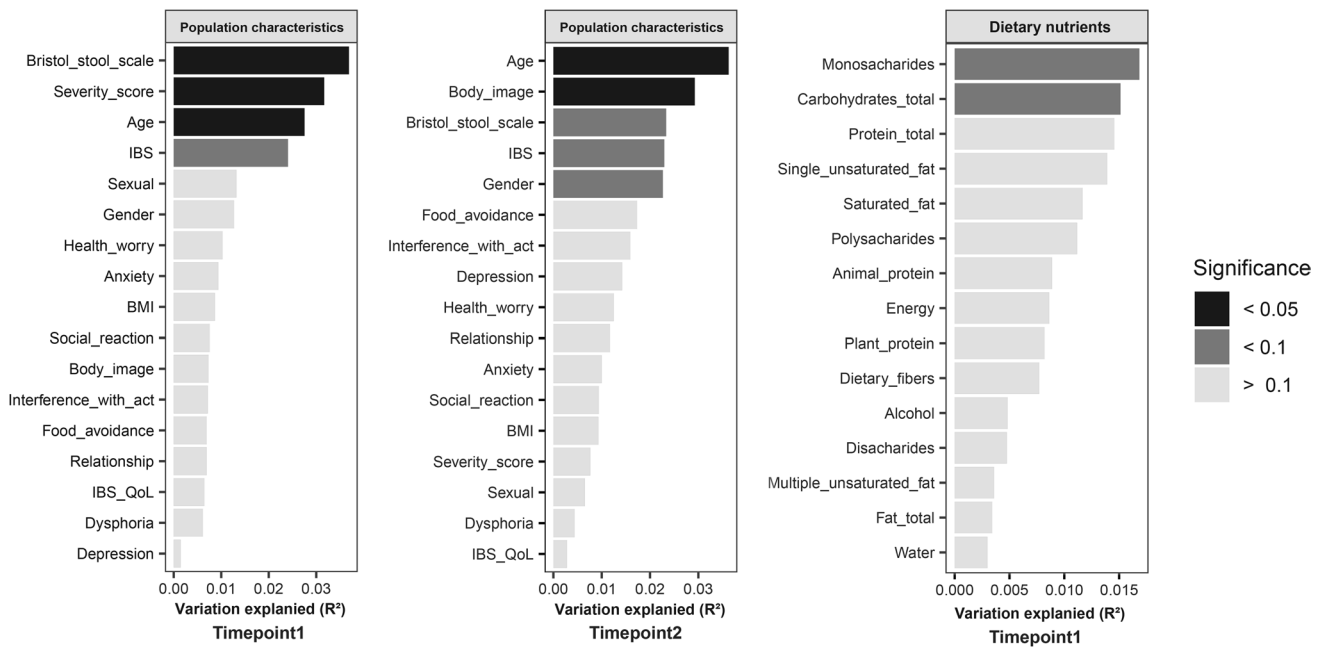 Population characteristics
Bristol_stool_scale
Severity_score
Age
IBS
Sexual
Gender
Health_worry
Anxiety
BMI
Social_reaction
Body_image
Interference_with_act
Food_avoidance
Relationship
IBS_QoL
Dysphoria
Depression
0.00 0.01 0.02 0.03
Variation explanied (R²)
Timepoint1
Population characteristics
Age
Body_image
Bristol_stool_scale
IBS
Gender
Food_avoidance
Interference_with_act
Depression
Health_worry
Relationship
Anxiety
Social_reaction
BMI
Severity_score
Sexual
Dysphoria
IBS_QoL
0.00 0.01 0.02 0.03
Variation explanied (R²)
Timepoint2
Dietary nutrients
Monosacharides
Carbohydrates_total
Protein_total
Single_unsaturated_fat
Saturated_fat
Polysacharides
Animal_protein
Energy
Plant_protein
Dietary_fibers
Alcohol
Disacharides
Multiple_unsaturated_fat
Fat_total
Water
0.000 0.005 0.010 0.015
Variation explanied (R²)
Timepoint1
Significance
< 0.05
< 0.1
> 0.1